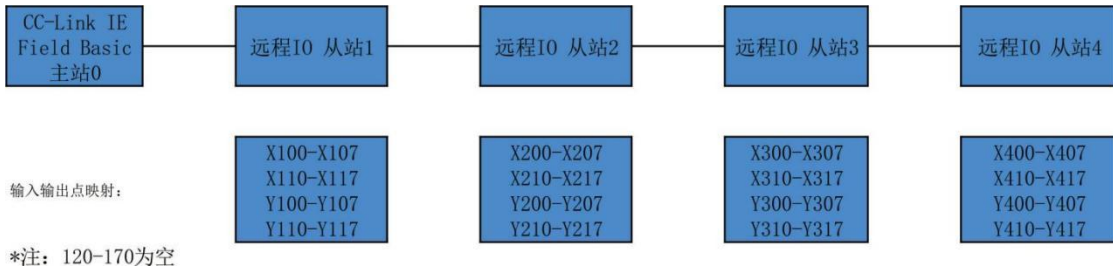 CC-Link IE
Field Basic
主站0
远程IO 从站1
远程IO 从站2
远程IO 从站3
远程IO 从站4
输入输出点映射:
X100-X107
X110-X117
Y100-Y107
Y110-Y117
X200-X207
X210-X217
Y200-Y207
Y210-Y217
X300-X307
X310-X317
Y300-Y307
Y310-Y317
X400-X407
X410-X417
Y400-Y407
Y410-Y417
*注: 120-170为空